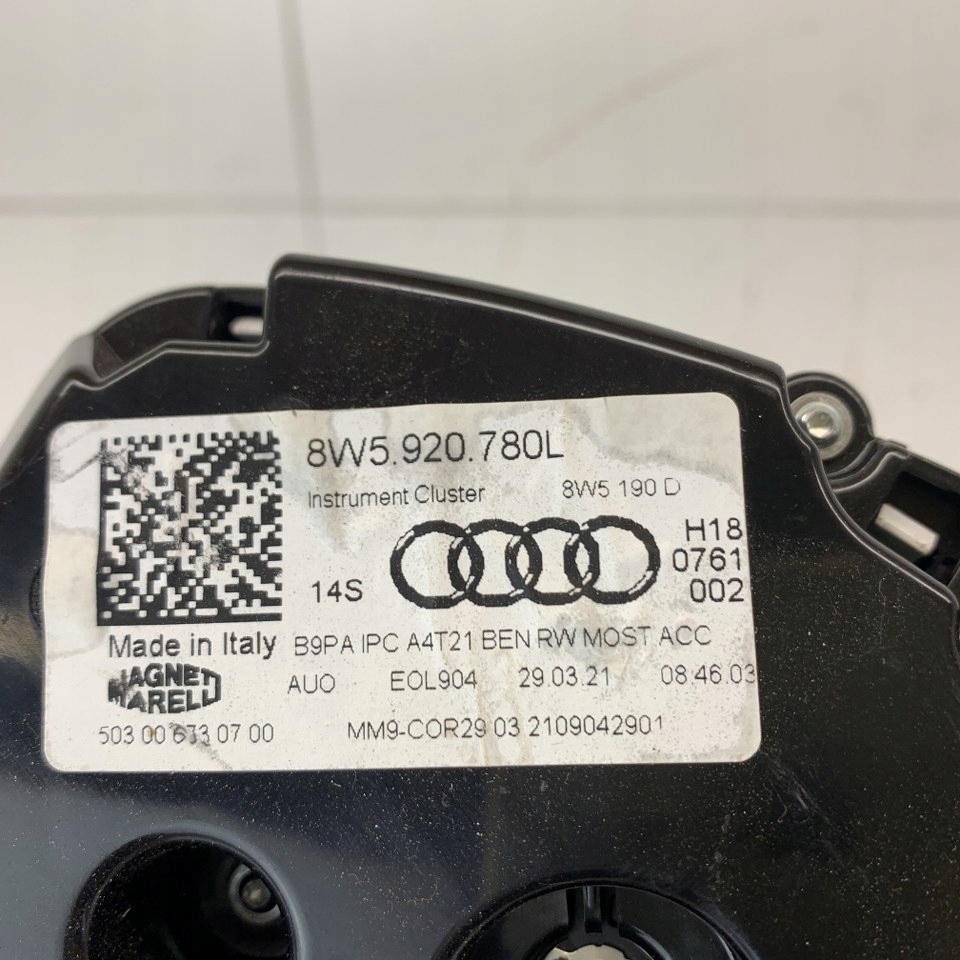 8W5.920.780L
Instrument Cluster 8W5 190 D
H18
14S 0761
002
Made in Italy B9PA IPC A4T21 BEN RW MOST ACC
MAGNETI MARELLI
AUO EOL904 29.03.21 08:46.03
503 00 673 07 00 MM9-COR29 03 2109042901